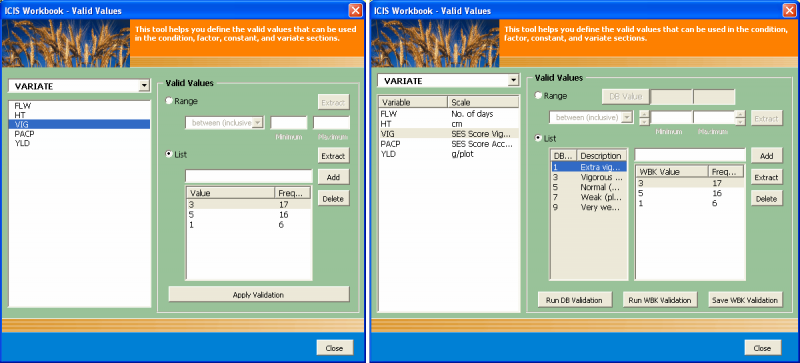 ICIS Workbook - Valid Values
This tool helps you define the valid values that can be used
in the condition, factor, constant, and variate sections.
VARIATE
FLW
HT
VIG
PACP
YLD
Valid Values
Range
Extract
between (inclusive
Minimum
Maximum
List
Extract
Add
Value Freq...
3 17
5 16
1 6
Delete
Apply Validation
Close
ICIS Workbook - Valid Values
This tool helps you define the valid values that can be used in the condition,
factor, constant, and variate sections.
VARIATE
Variable Scale
FLW No. of days
HT cm
VIG SES Score Vig...
PACP SES Score Acc...
YLD g/plot
Valid Values
Range
DB Value
between (inclusive)
Minimum
Maximum
Extract
List
DB... Description
1 Extra vig...
3 Vigorous ...
5 Normal (...
7 Weak (pl...
9 Very we...
Add
WBK Value Freq...
3 17
5 16
1 6
Extract
Delete
Run DB Validation
Run WBK Validation
Save WBK Validation
Close